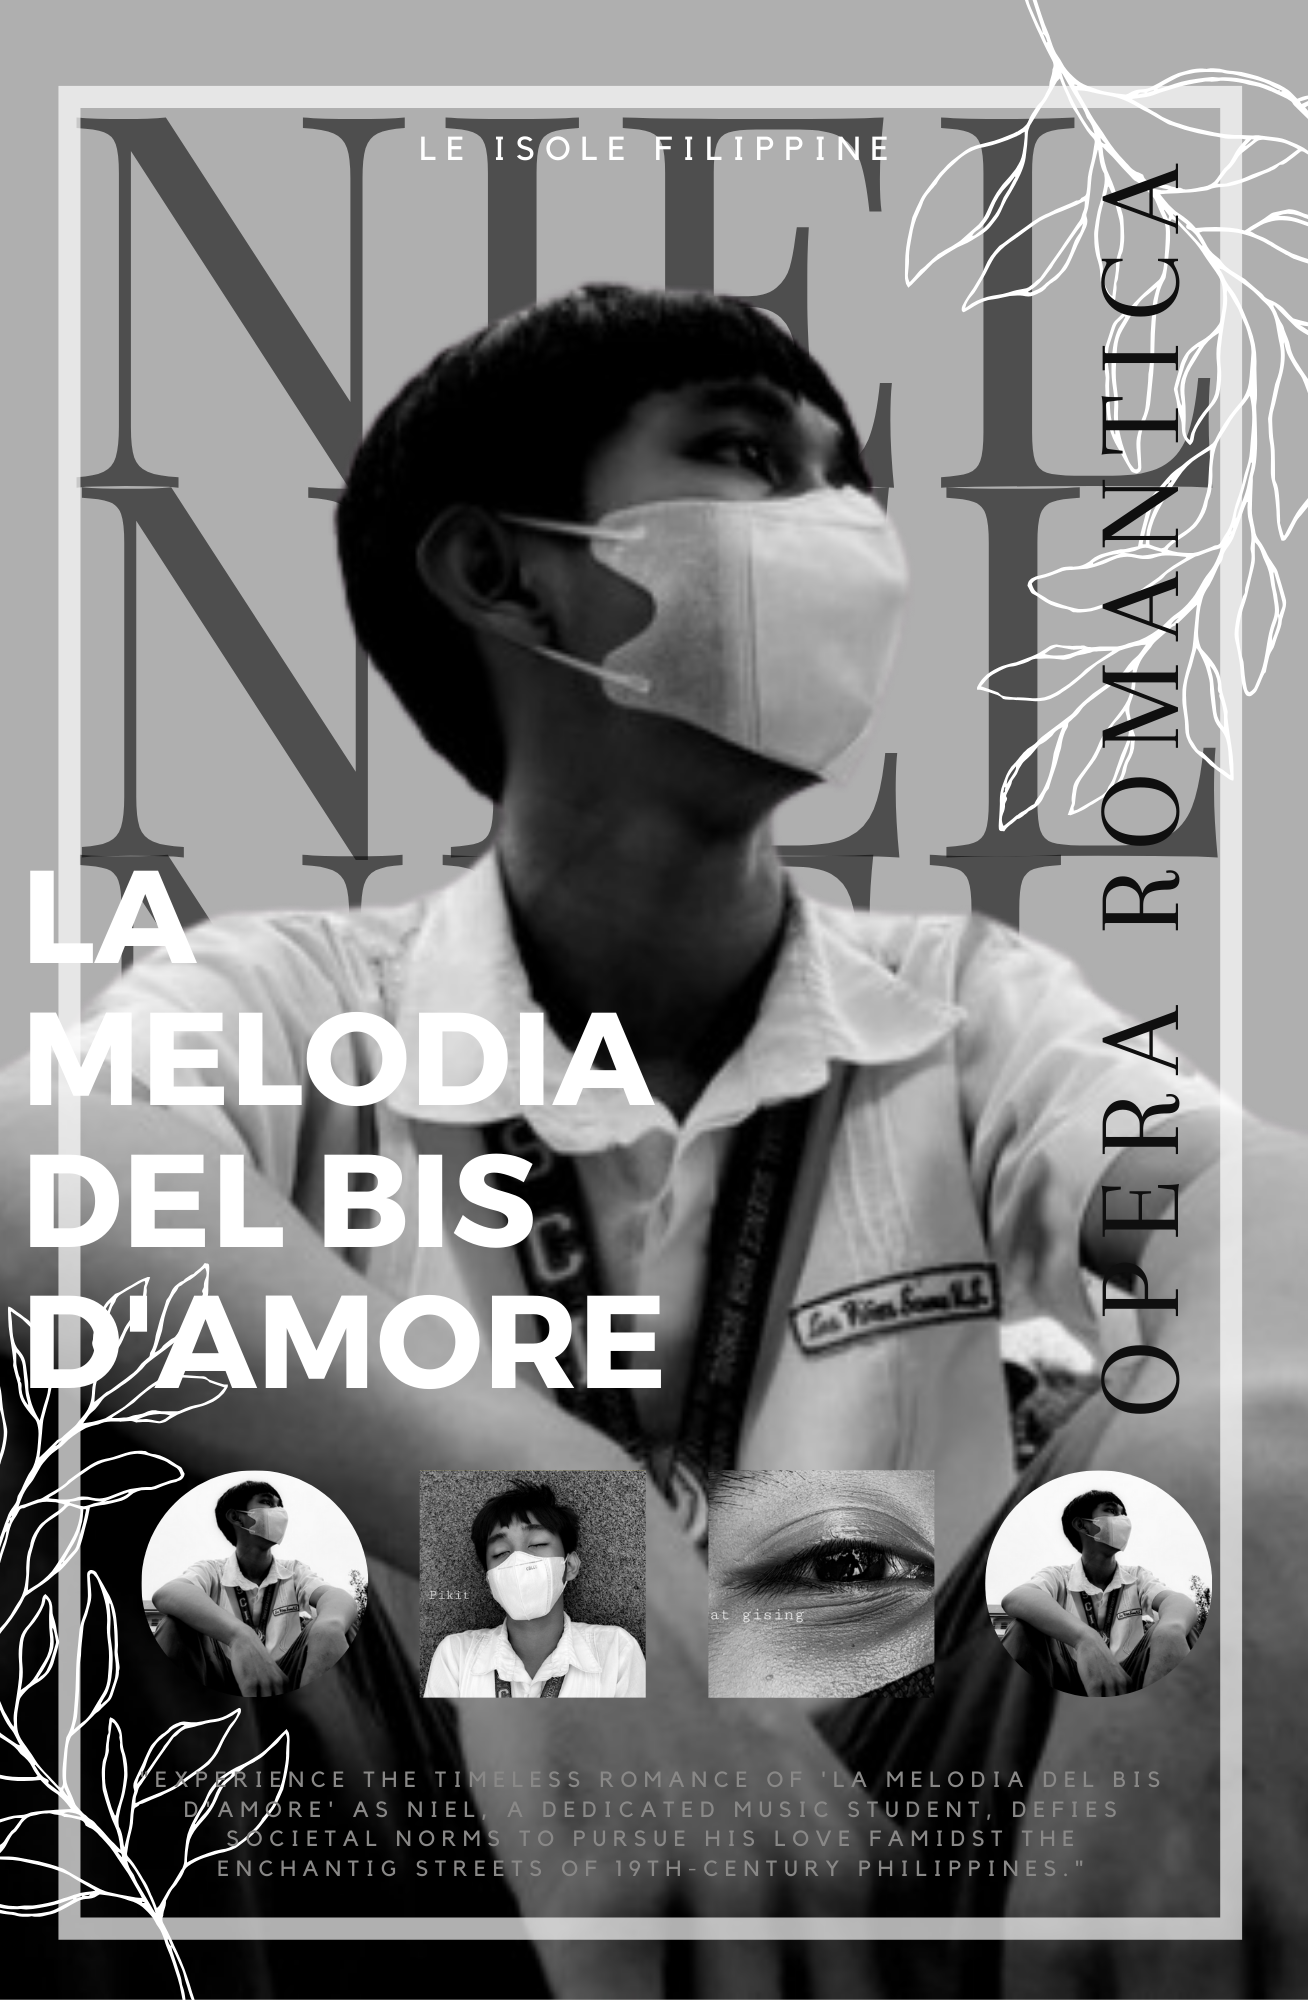 LE ISOLE FILIPPINE
NIEL
NIEL
OPERA ROMANTICA
LA
MELODIA
DEL BIS
D'AMORE
Pikit
at gising
"EXPERIENCE THE TIMELESS ROMANCE OF 'LA MELODIA DEL BIS
D'AMORE' AS NIEL, A DEDICATED MUSIC STUDENT, DEFIES
SOCIETAL NORMS TO PURSUE HIS LOVE FAMIDST THE
ENCHANTIG STREETS OF 19TH-CENTURY PHILIPPINES."